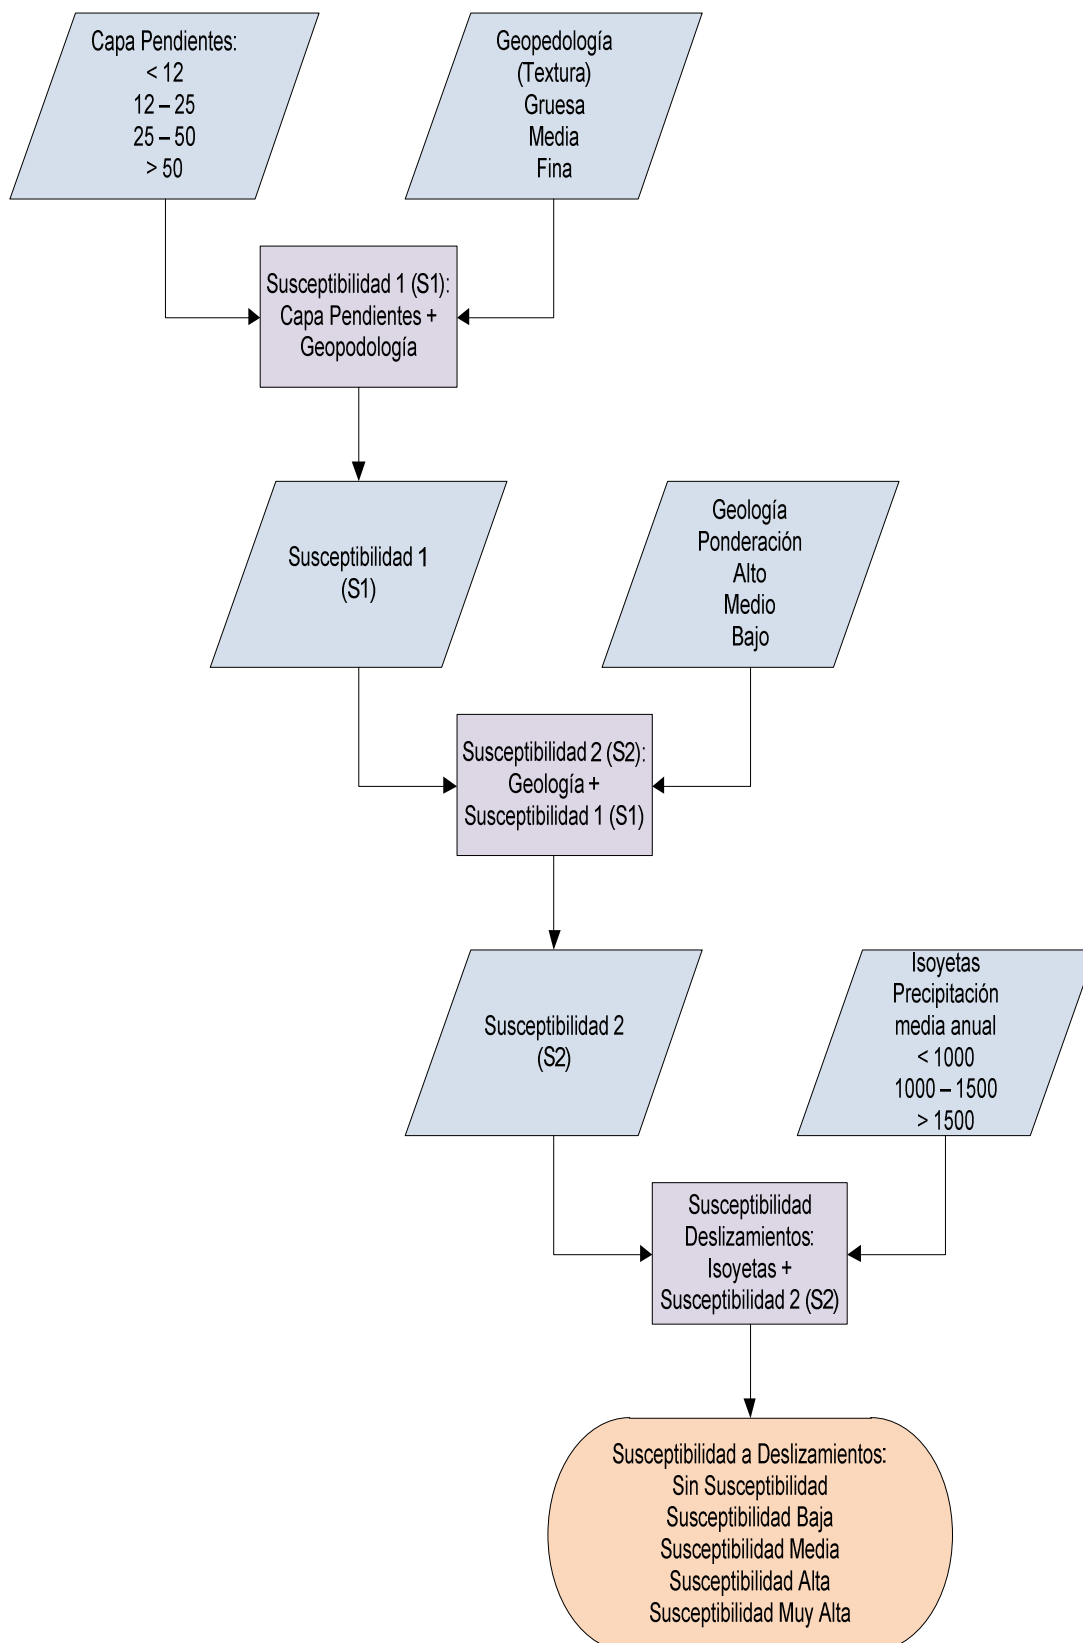 Capa Pendientes:
< 12
12 – 25
25 – 50
> 50
Geopedología
(Textura)
Gruesa
Media
Fina
Susceptibilidad 1 (S1):
Capa Pendientes +
Geopodología
Susceptibilidad 1
(S1)
Geología
Ponderación
Alto
Medio
Bajo
Susceptibilidad 2 (S2):
Geología +
Susceptibilidad 1 (S1)
Susceptibilidad 2
(S2)
Isoyetas
Precipitación
media anual
< 1000
1000 – 1500
> 1500
Susceptibilidad
Deslizamientos:
Isoyetas +
Susceptibilidad 2 (S2)
Susceptibilidad a Deslizamientos:
Sin Susceptibilidad
Susceptibilidad Baja
Susceptibilidad Media
Susceptibilidad Alta
Susceptibilidad Muy Alta